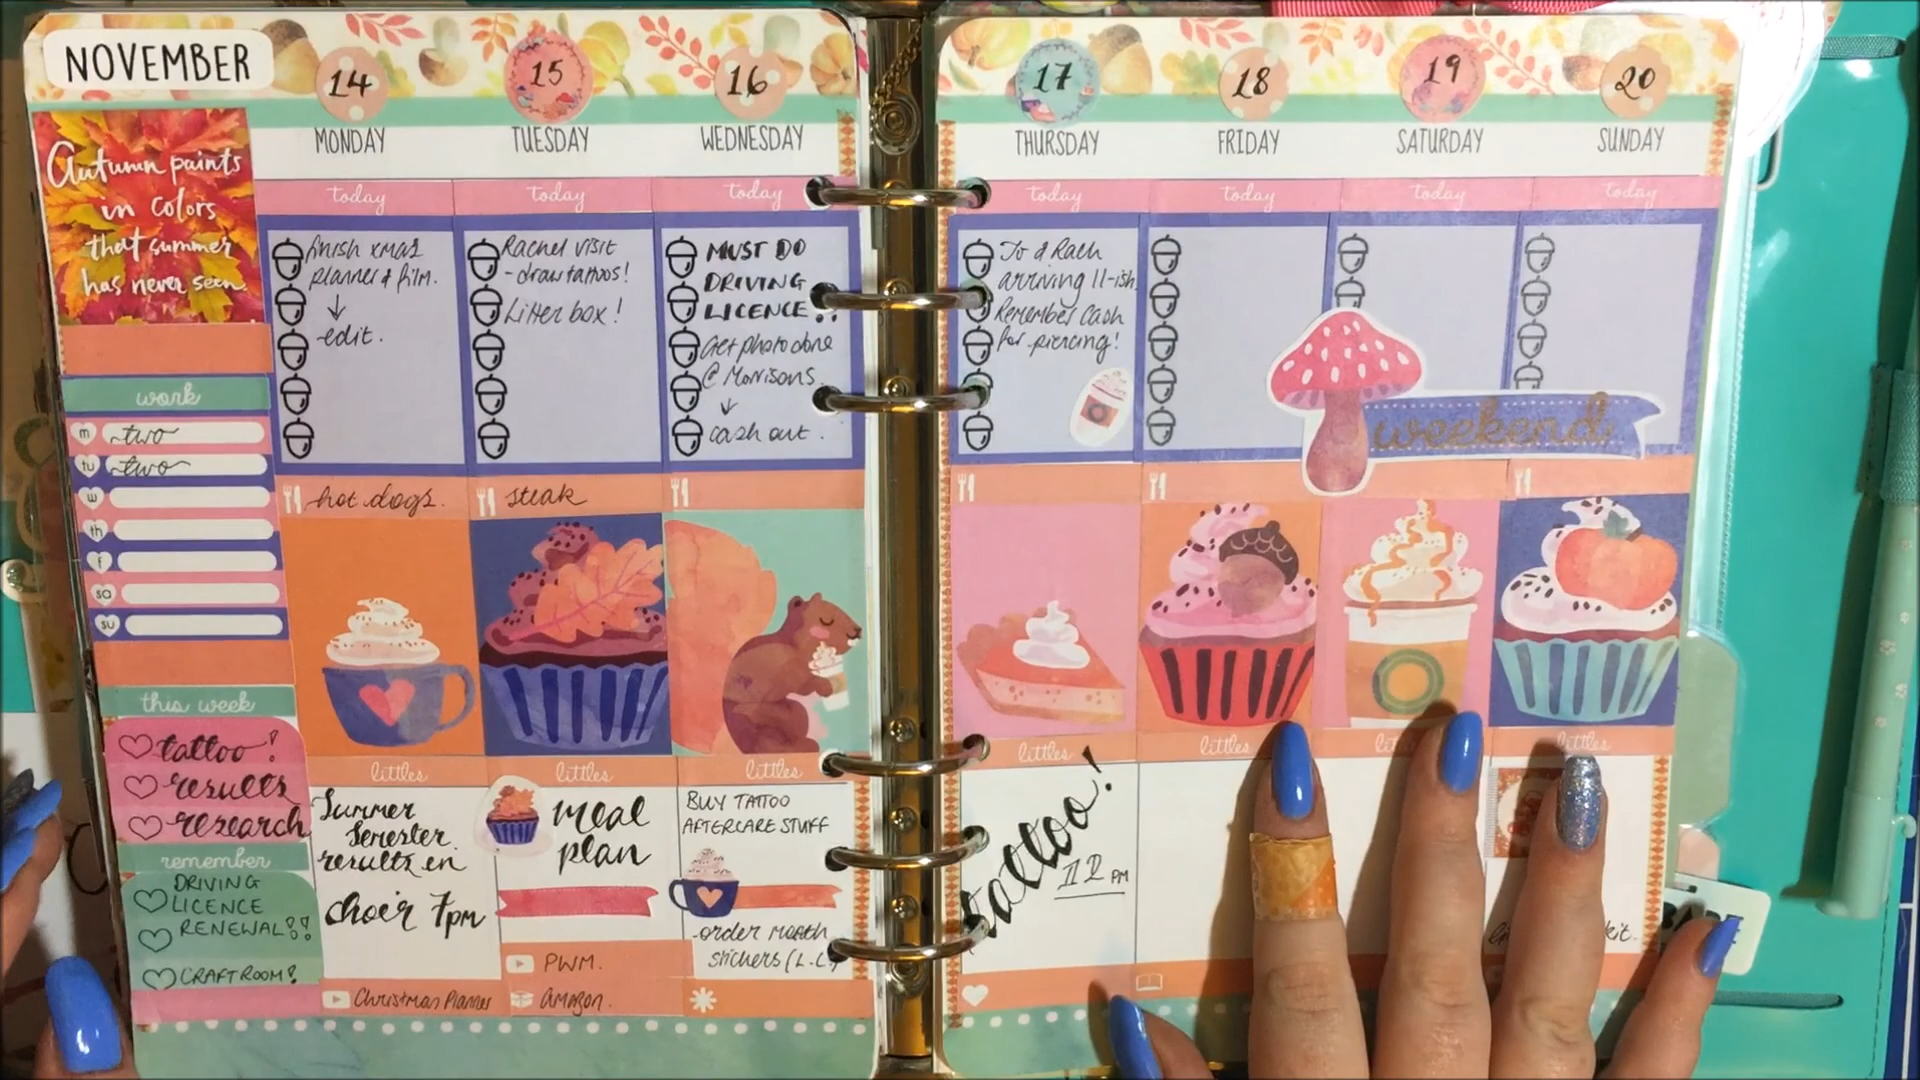 NOVEMBER
14
15
16
17
18
19
20
MONDAY
TUESDAY
WEDNESDAY
THURSDAY
FRIDAY
SATURDAY
SUNDAY
Autumn paints
in colors
that summer
has never seen.
today
today
today
today
today
today
today
finish xmas
planner & film.
-edit.
Rachel visit
-draw tattoos!
Litter box!
MUST DO
DRIVING
LICENCE!!
Get photo done
@ Morrisons.
cash out.
Jo & Rach
arriving 11-ish.
Remember cash
for piercing!
weekend
work
m two
tu two
w
th
f
sa
su
hot dogs.
steak
this week
tattoo!
results
research
remember
DRIVING
LICENCE
RENEWAL!!
CRAFT ROOM!
littles
littles
littles
littles
littles
littles
Summer
Semester
results in
choir 7pm
Christmas Planner
meal
plan
PWM.
Amazon.
BUY TATTOO
AFTERCARE STUFF
-order month
stickers (L.C.)
tattoo!
12 PM
kit.